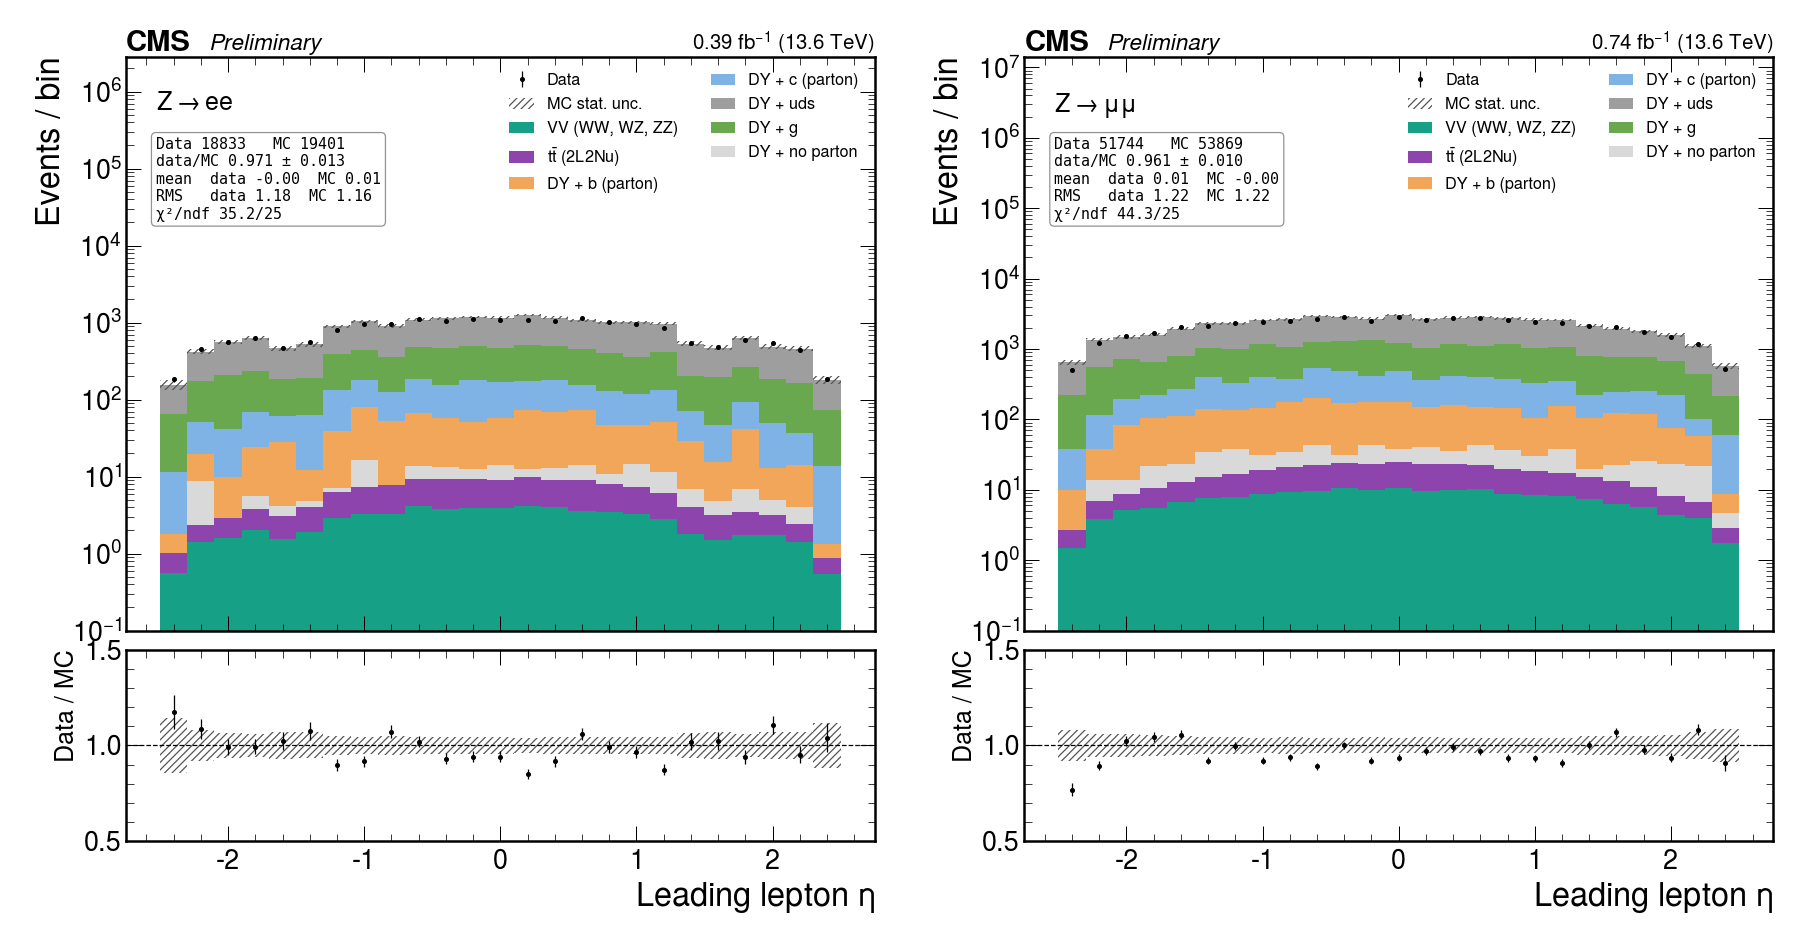 CMS Preliminary 0.39 fb⁻¹ (13.6 TeV)
Events / bin
10⁶
10⁵
10⁴
10³
10²
10¹
10⁰
10⁻¹
Z → ee
Data 18833 MC 19401
data/MC 0.971 ± 0.013
mean data -0.00 MC 0.01
RMS data 1.18 MC 1.16
χ²/ndf 35.2/25
Data
MC stat. unc.
VV (WW, WZ, ZZ)
tt̄ (2L2Nu)
DY + b (parton)
DY + c (parton)
DY + uds
DY + g
DY + no parton
Data / MC
1.5
1.0
0.5
-2 -1 0 1 2
Leading lepton η
CMS Preliminary 0.74 fb⁻¹ (13.6 TeV)
Events / bin
10⁷
10⁶
10⁵
10⁴
10³
10²
10¹
10⁰
10⁻¹
Z → μμ
Data 51744 MC 53869
data/MC 0.961 ± 0.010
mean data 0.01 MC -0.00
RMS data 1.22 MC 1.22
χ²/ndf 44.3/25
Data
MC stat. unc.
VV (WW, WZ, ZZ)
tt̄ (2L2Nu)
DY + b (parton)
DY + c (parton)
DY + uds
DY + g
DY + no parton
Data / MC
1.5
1.0
0.5
-2 -1 0 1 2
Leading lepton η